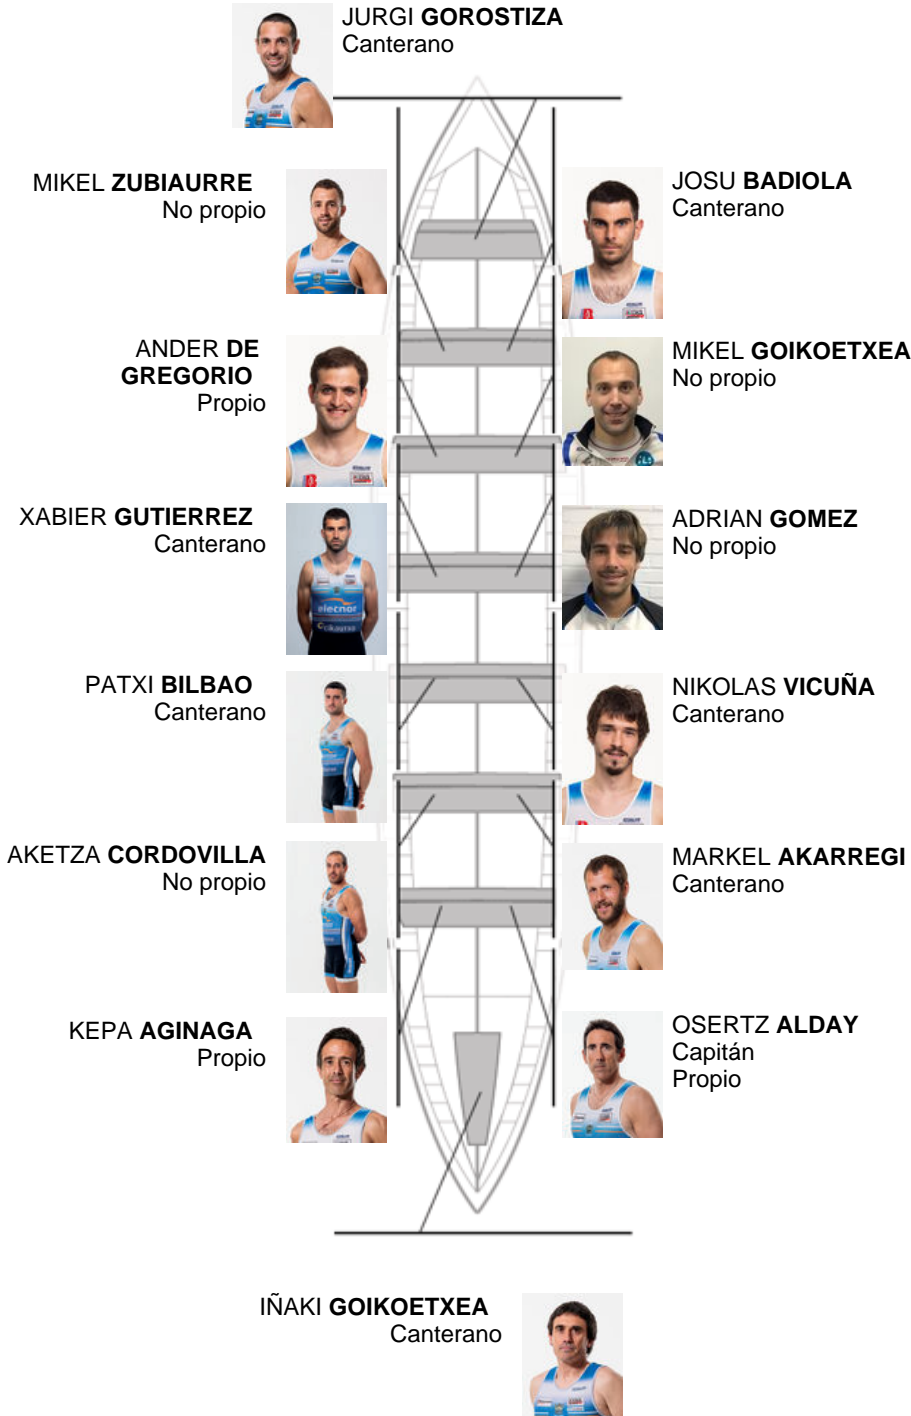 JURGI GOROSTIZA
Canterano
MIKEL ZUBIAURRE
No propio
JOSU BADIOLA
Canterano
ANDER DE
GREGORIO
Propio
MIKEL GOIKOETXEA
No propio
XABIER GUTIERREZ
Canterano
elecnor
ADRIAN GOMEZ
No propio
PATXI BILBAO
Canterano
NIKOLAS VICUÑA
Canterano
AKETZA CORDOVILLA
No propio
MARKEL AKARREGI
Canterano
KEPA AGINAGA
Propio
OSERTZ ALDAY
Capitán
Propio
IÑAKI GOIKOETXEA
Canterano